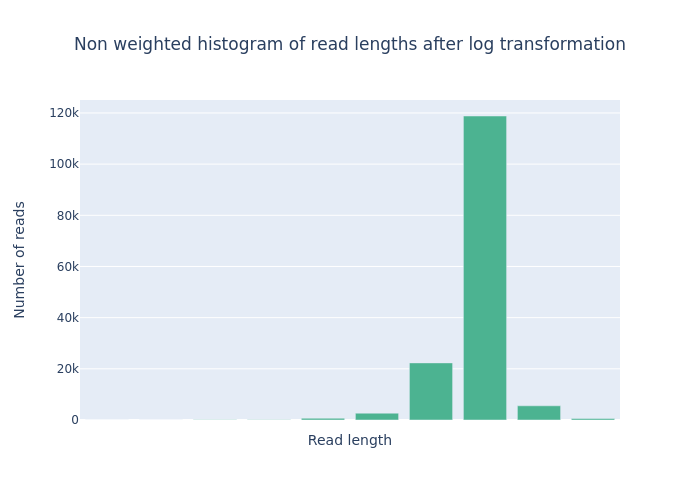 Non weighted histogram of read lengths after log transformation
Number of reads
120k
100k
80k
60k
40k
20k
0
Read length